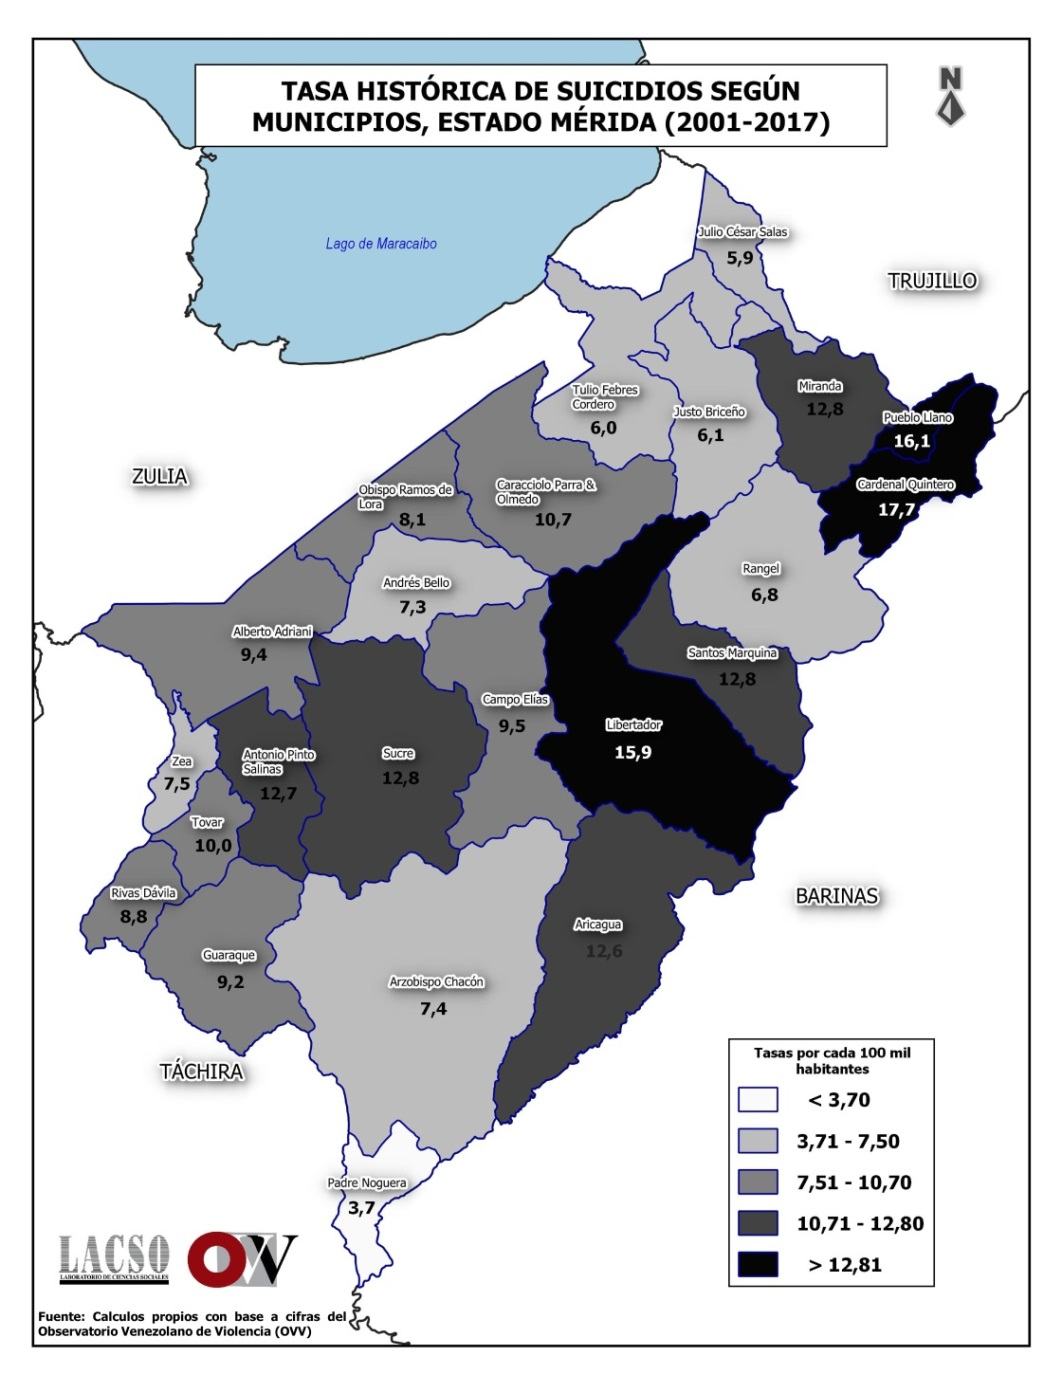 TASA HISTÓRICA DE SUICIDIOS SEGÚN
MUNICIPIOS, ESTADO MÉRIDA (2001-2017)
N
Lago de Maracaibo
Julio César Salas
5,9
TRUJILLO
Miranda
12,8
Tulio Febres
Cordero
6,0
Justo Briceño
6,1
Pueblo Llano
16,1
ZULIA
Obispo Ramos de
Lora
8,1
Caracciolo Parra &
Olmedo
10,7
Cardenal Quintero
17,7
Andrés Bello
7,3
Rangel
6,8
Alberto Adriani
9,4
Santos Marquina
12,8
Campo Elías
9,5
Libertador
15,9
Zea
7,5
Antonio Pinto
Salinas
12,7
Sucre
12,8
Tovar
10,0
Rivas Dávila
8,8
BARINAS
Aricagua
12,6
Guaraque
9,2
Arzobispo Chacón
7,4
TÁCHIRA
Padre Noguera
3,7
Tasas por cada 100 mil
habitantes
< 3,70
3,71 - 7,50
7,51 - 10,70
10,71 - 12,80
> 12,81
LACSO
LABORATORIO DE CIENCIAS SOCIALES
OVV
Fuente: Calculos propios con base a cifras del
Observatorio Venezolano de Violencia (OVV)